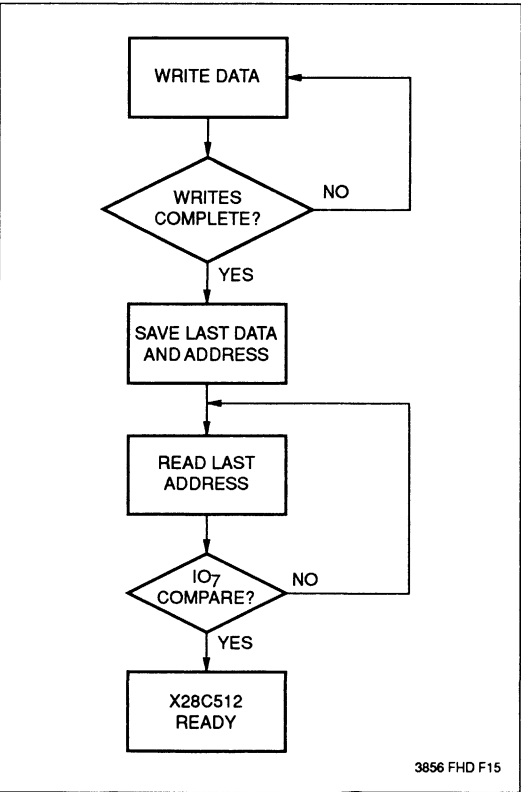 WRITE DATA
WRITES
COMPLETE?
NO
YES
SAVE LAST DATA
AND ADDRESS
READ LAST
ADDRESS
IO7
COMPARE?
NO
YES
X28C512
READY
3856 FHD F15